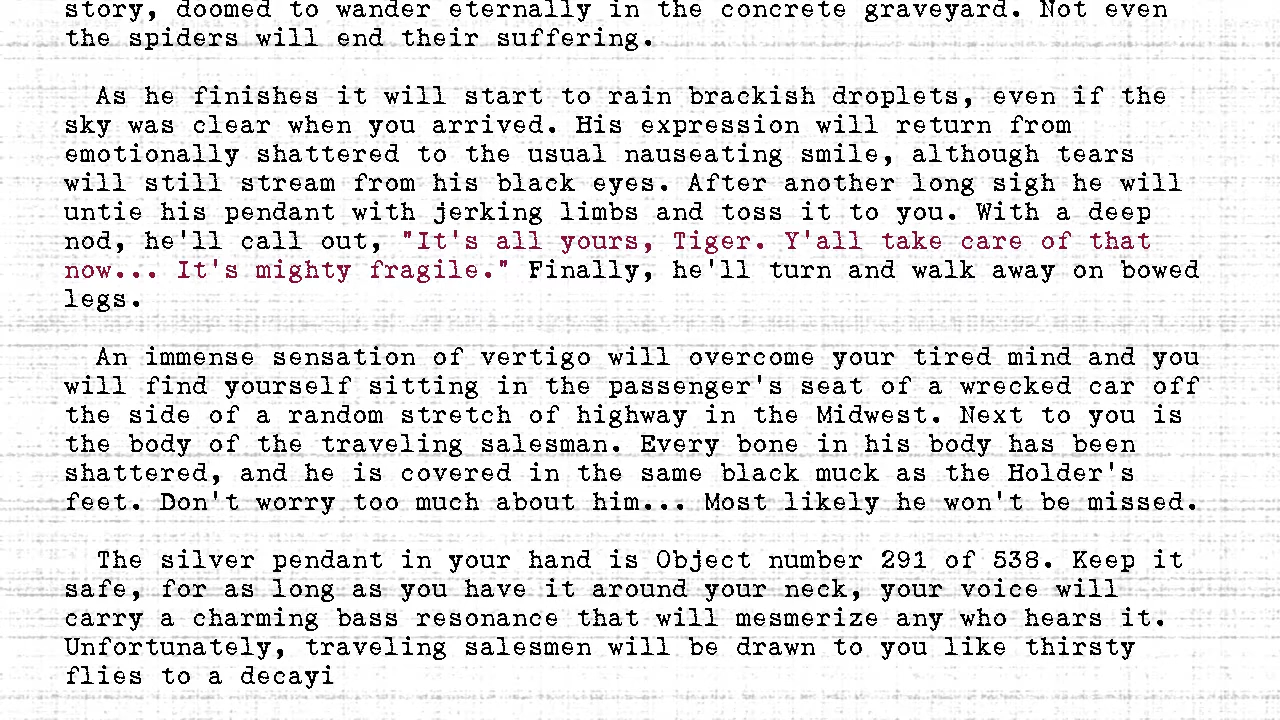 story, doomed to wander eternally in the concrete graveyard. Not even
the spiders will end their suffering.
As he finishes it will start to rain brackish droplets, even if the
sky was clear when you arrived. His expression will return from
emotionally shattered to the usual nauseating smile, although tears
will still stream from his black eyes. After another long sigh he will
untie his pendant with jerking limbs and toss it to you. With a deep
nod, he'll call out, "It's all yours, Tiger. Y'all take care of that
now... It's mighty fragile." Finally, he'll turn and walk away on bowed
legs.
An immense sensation of vertigo will overcome your tired mind and you
will find yourself sitting in the passenger's seat of a wrecked car off
the side of a random stretch of highway in the Midwest. Next to you is
the body of the traveling salesman. Every bone in his body has been
shattered, and he is covered in the same black muck as the Holder's
feet. Don't worry too much about him... Most likely he won't be missed.
The silver pendant in your hand is Object number 291 of 538. Keep it
safe, for as long as you have it around your neck, your voice will
carry a charming bass resonance that will mesmerize any who hears it.
Unfortunately, traveling salesmen will be drawn to you like thirsty
flies to a decayi